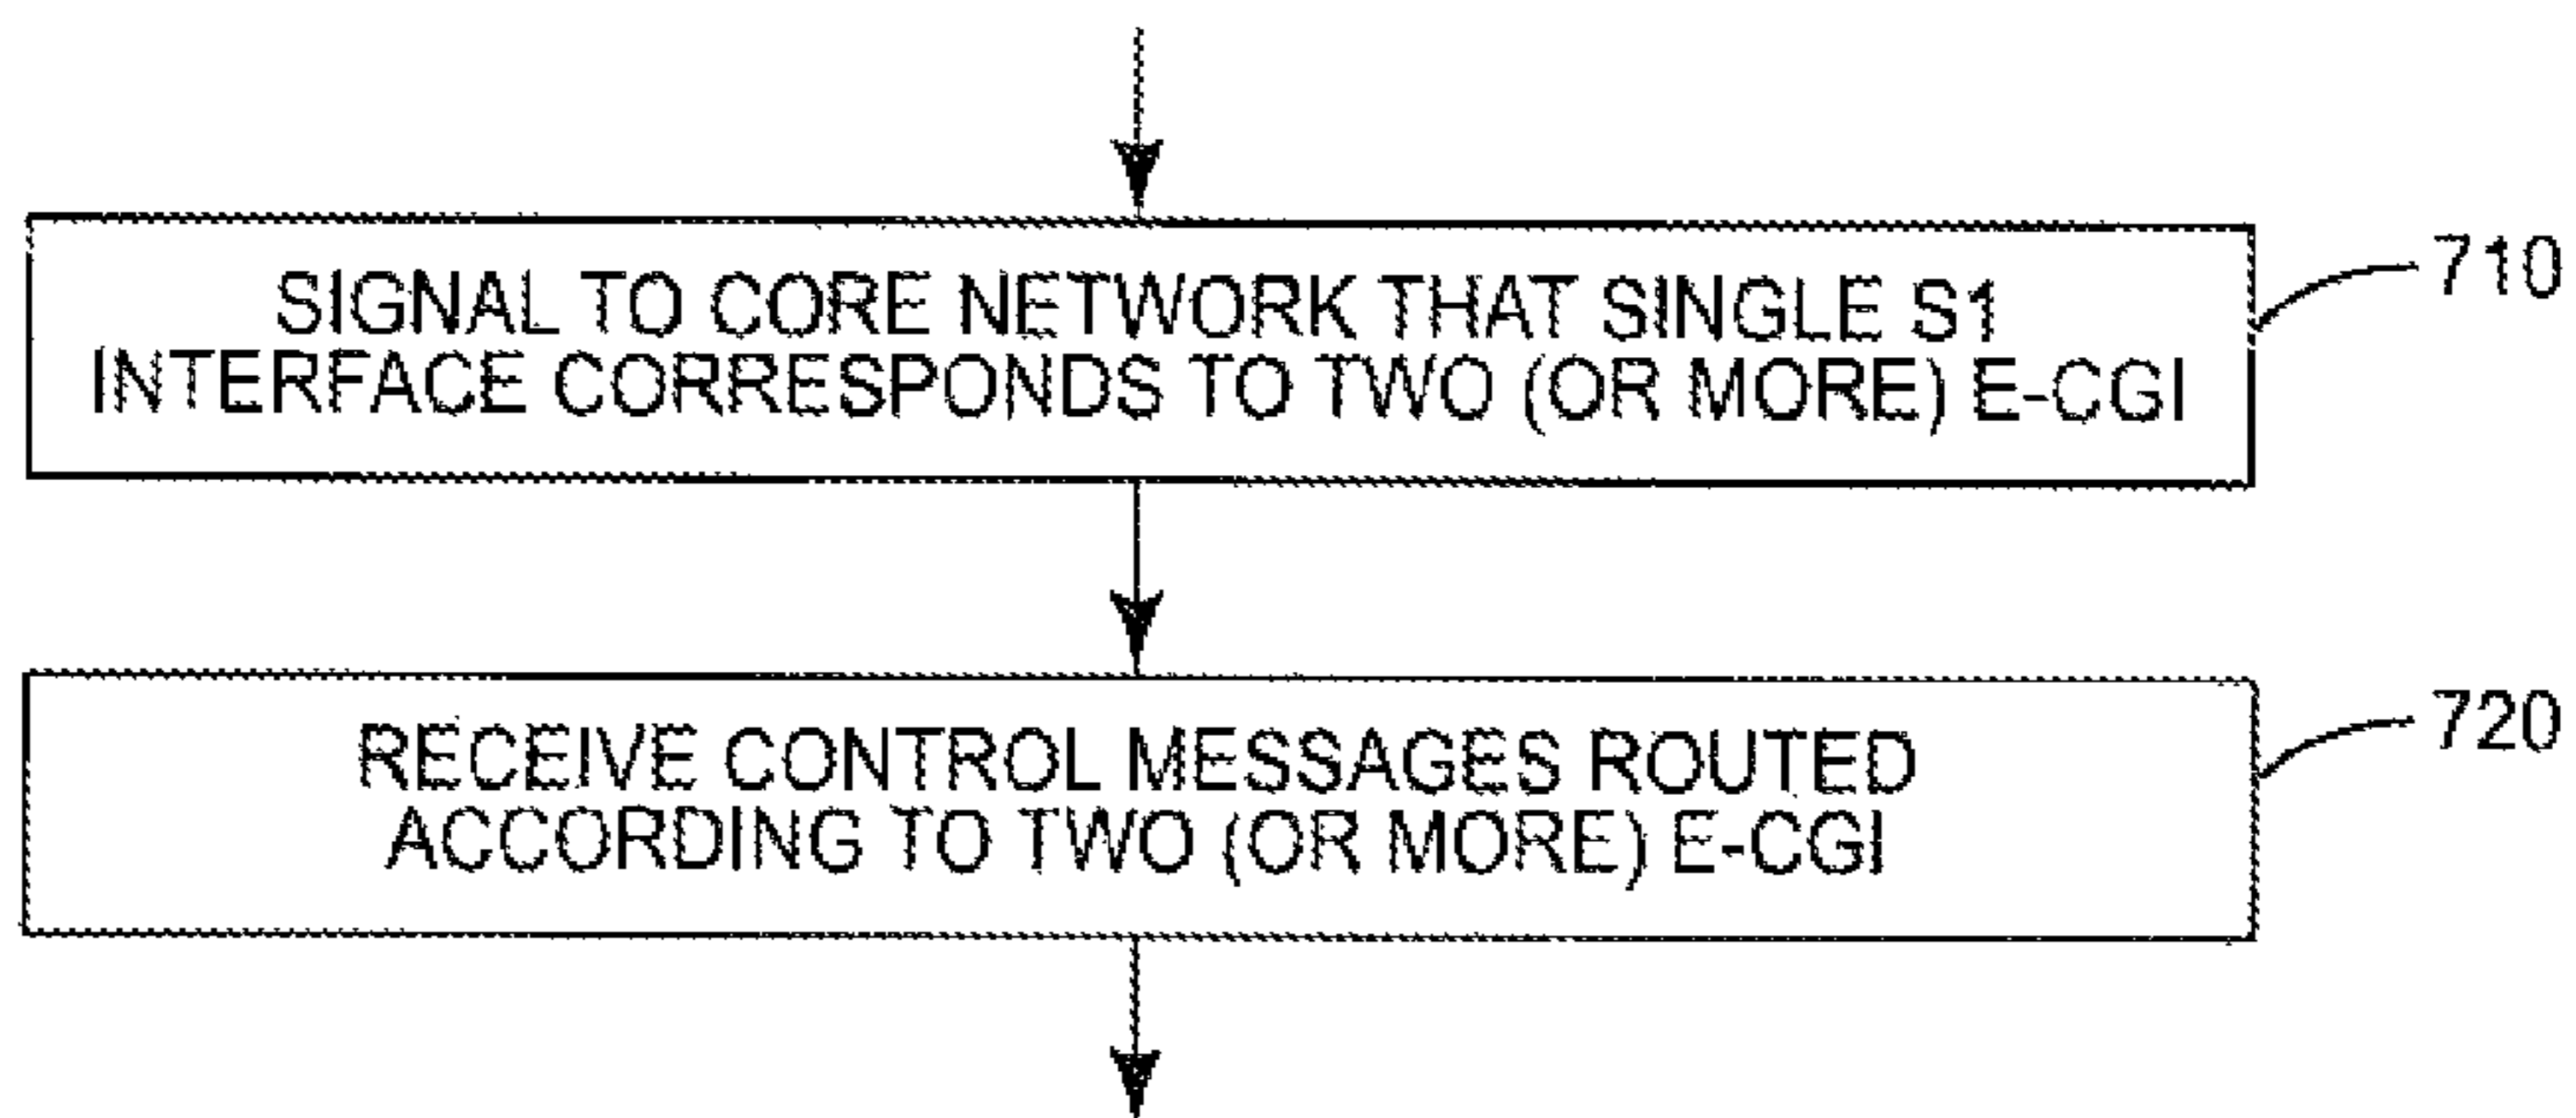 SIGNAL TO CORE NETWORK THAT SINGLE S1
INTERFACE CORRESPONDS TO TWO (OR MORE) E-CGI
710
RECEIVE CONTROL MESSAGES ROUTED
ACCORDING TO TWO (OR MORE) E-CGI
720